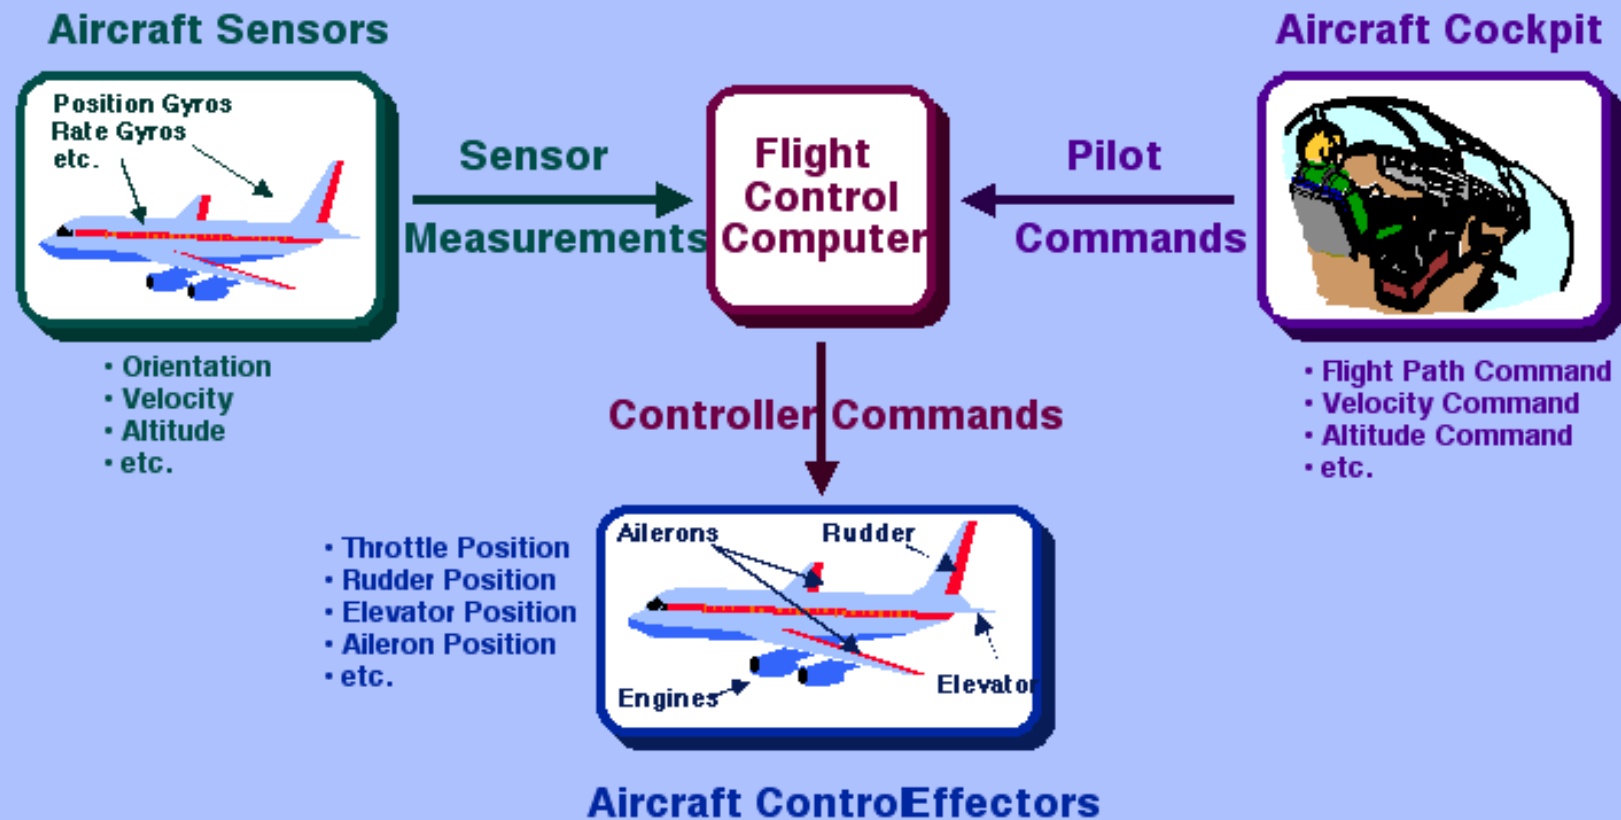 Aircraft Sensors
Position Gyros
Rate Gyros
etc.
• Orientation
• Velocity
• Altitude
• etc.
Sensor
Measurements
Flight
Control
Computer
Pilot
Commands
Aircraft Cockpit
• Flight Path Command
• Velocity Command
• Altitude Command
• etc.
Controller Commands
• Throttle Position
• Rudder Position
• Elevator Position
• Aileron Position
• etc.
Ailerons
Rudder
Engines
Elevator
Aircraft ControlEffectors